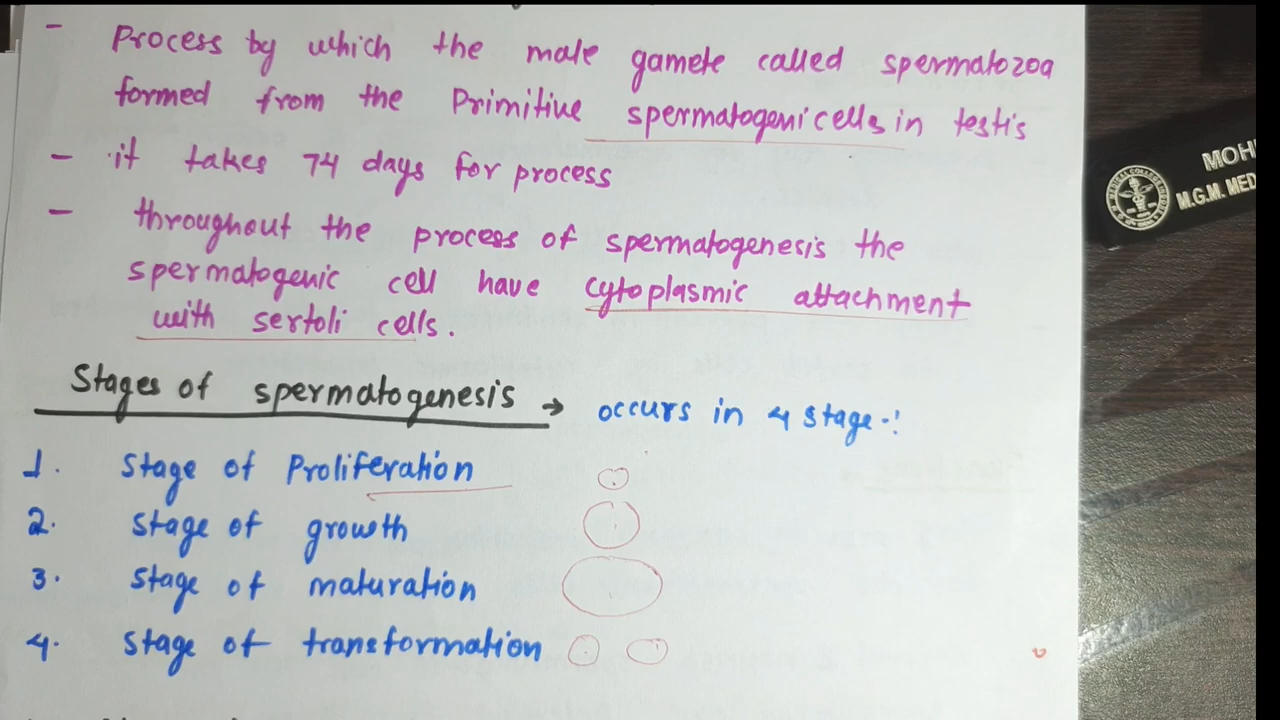 - Process by which the male gamete called spermatozoa
formed from the Primitive spermatogenic cells in testis
- it takes 74 days for process
- throughout the process of spermatogenesis the
spermatogenic cell have cytoplasmic attachment
with sertoli cells.
Stages of spermatogenesis → occurs in 4 stage -:
1. Stage of Proliferation
2. Stage of growth
3. Stage of maturation
4. Stage of transformation
MOH
M.G.M. MED